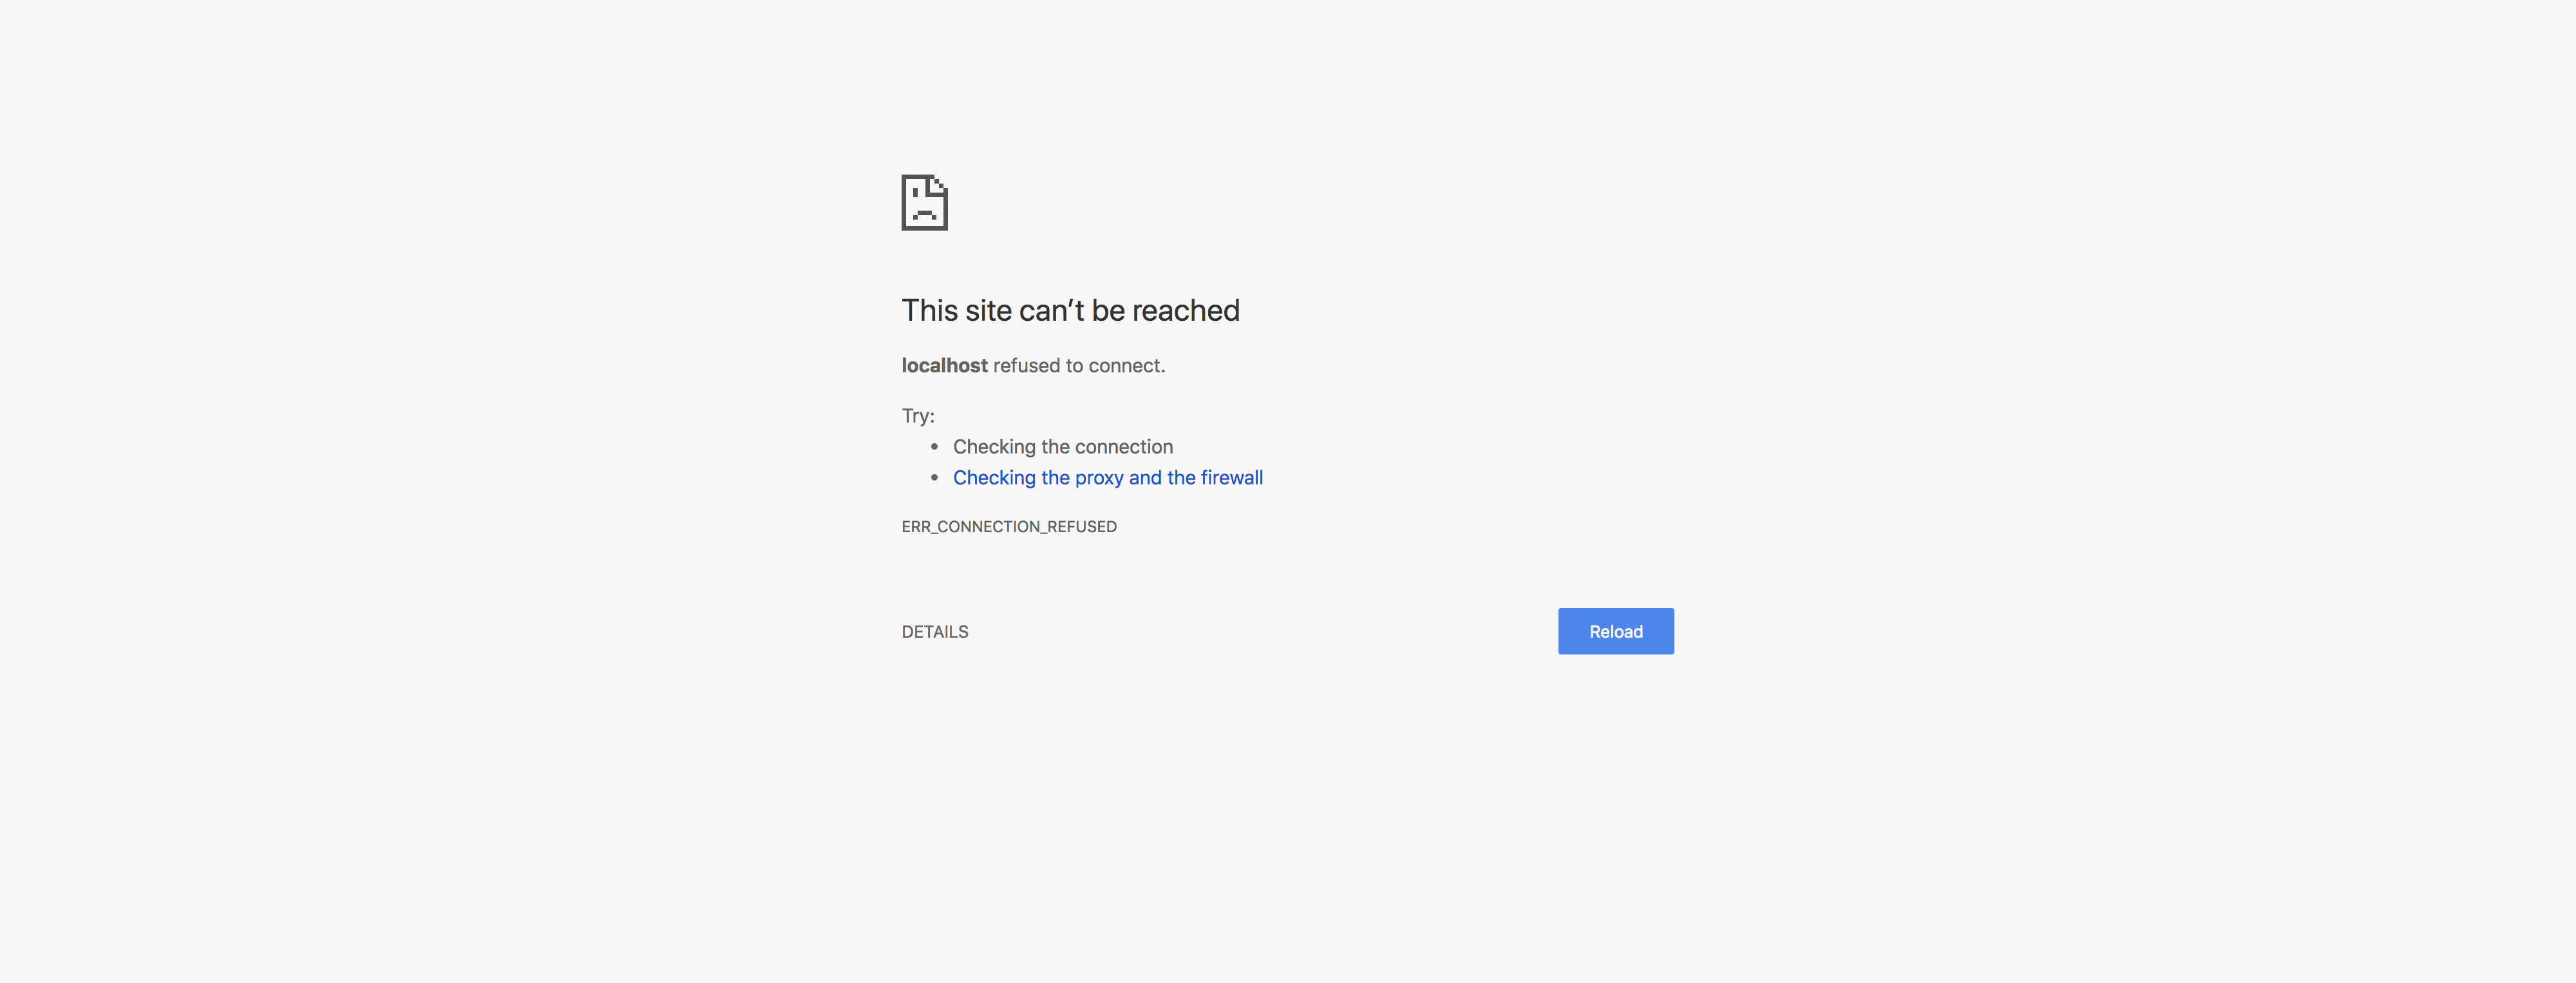 This site can’t be reached
localhost refused to connect.
Try:
• Checking the connection
• Checking the proxy and the firewall
ERR_CONNECTION_REFUSED
DETAILS
Reload